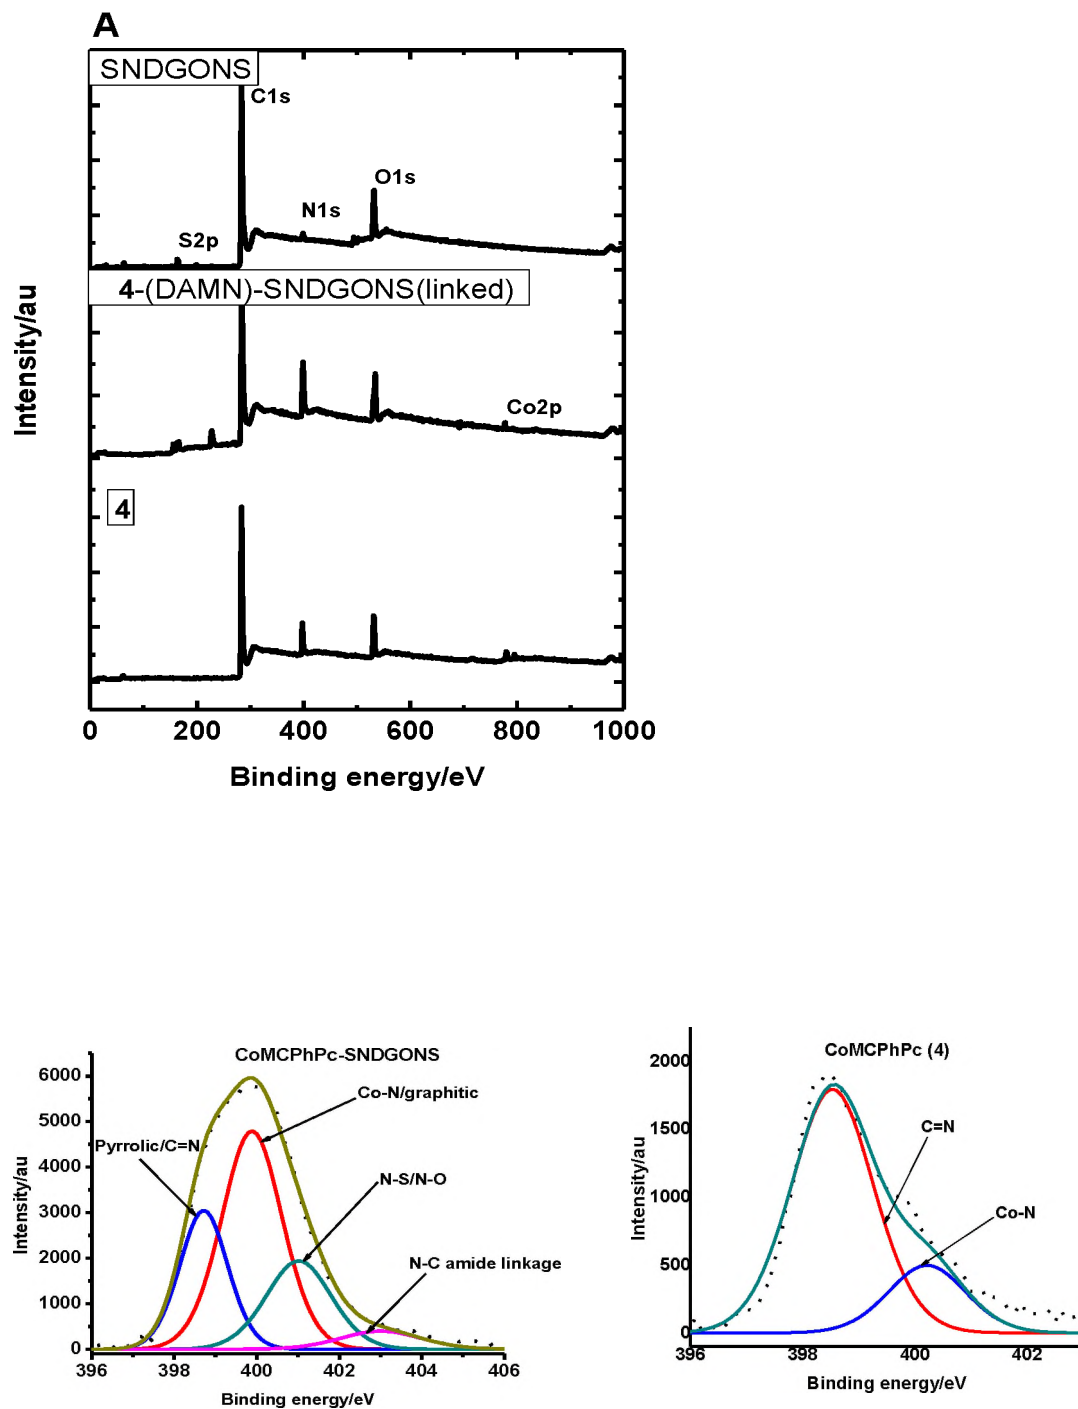 A
SNDGONS
C1s
O1s
N1s
S2p
4-(DAMN)-SNDGONS(linked)
Co2p
4
Intensity/au
0 200 400 600 800 1000
Binding energy/eV
CoMCPhPc-SNDGONS
6000
5000
4000
3000
2000
1000
0
Co-N/graphitic
Pyrrolic/C=N
N-S/N-O
N-C amide linkage
Intensity/au
396 398 400 402 404 406
Binding energy/eV
CoMCPhPc (4)
2000
1500
1000
500
0
C=N
Co-N
Intensity/au
396 398 400 402
Binding energy/eV